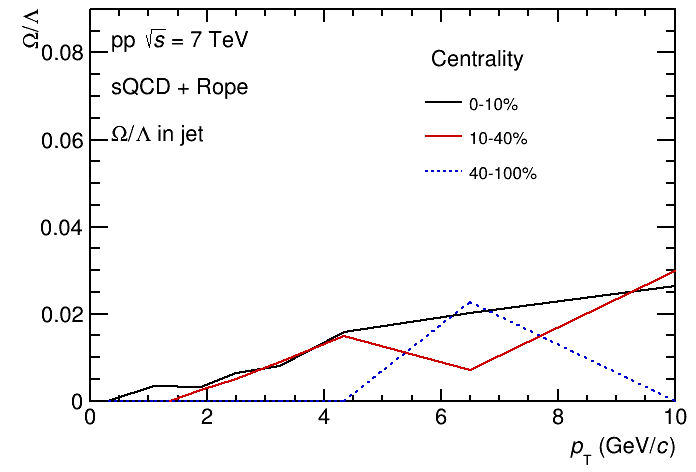 Ω/Λ
pp √s = 7 TeV
sQCD + Rope
Ω/Λ in jet
Centrality
0-10%
10-40%
40-100%
0.08
0.06
0.04
0.02
0
0 2 4 6 8 10
p_T (GeV/c)